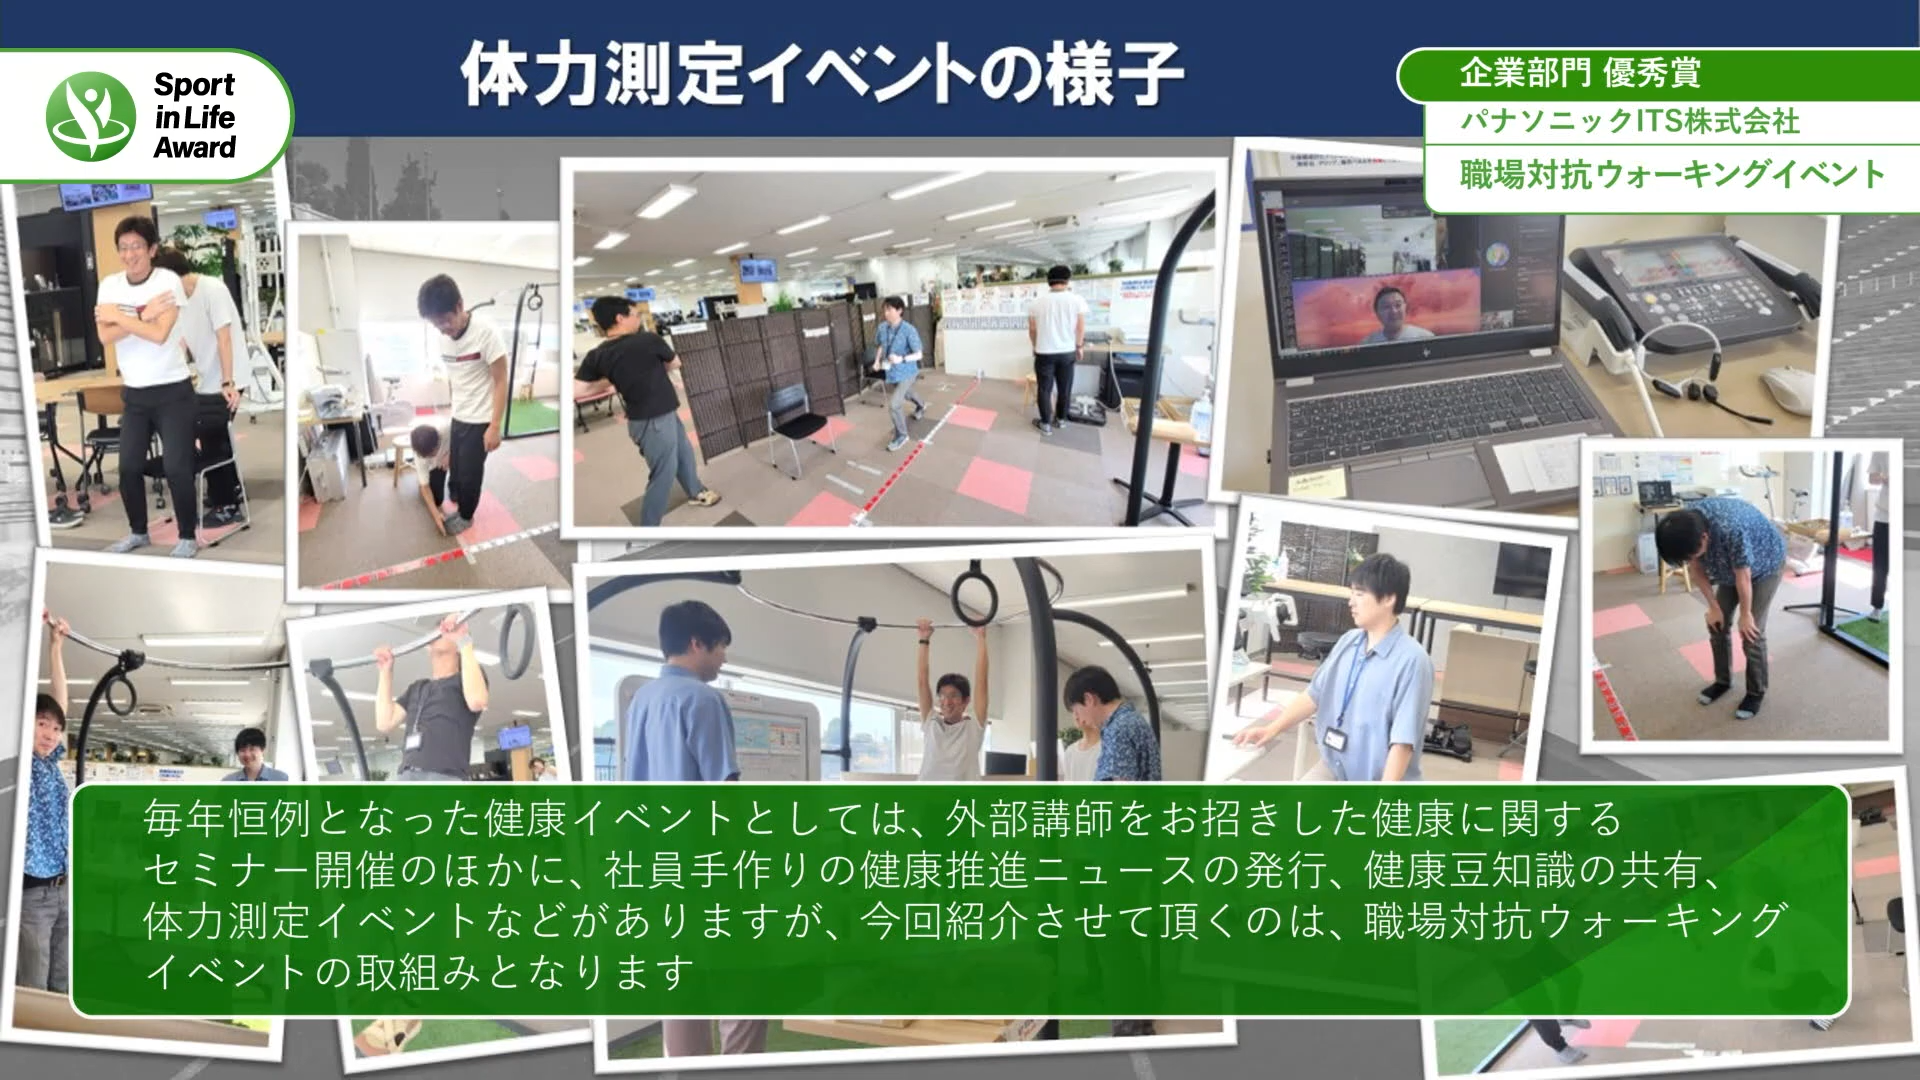 体力測定イベントの様子
Sport
in Life
Award
企業部門 優秀賞
パナソニックITS株式会社
職場対抗ウォーキングイベント
毎年恒例となった健康イベントとしては、外部講師をお招きした健康に関する
セミナー開催のほかに、社員手作りの健康推進ニュースの発行、健康豆知識の共有、
体力測定イベントなどがありますが、今回紹介させて頂くのは、職場対抗ウォーキング
イベントの取組みとなります